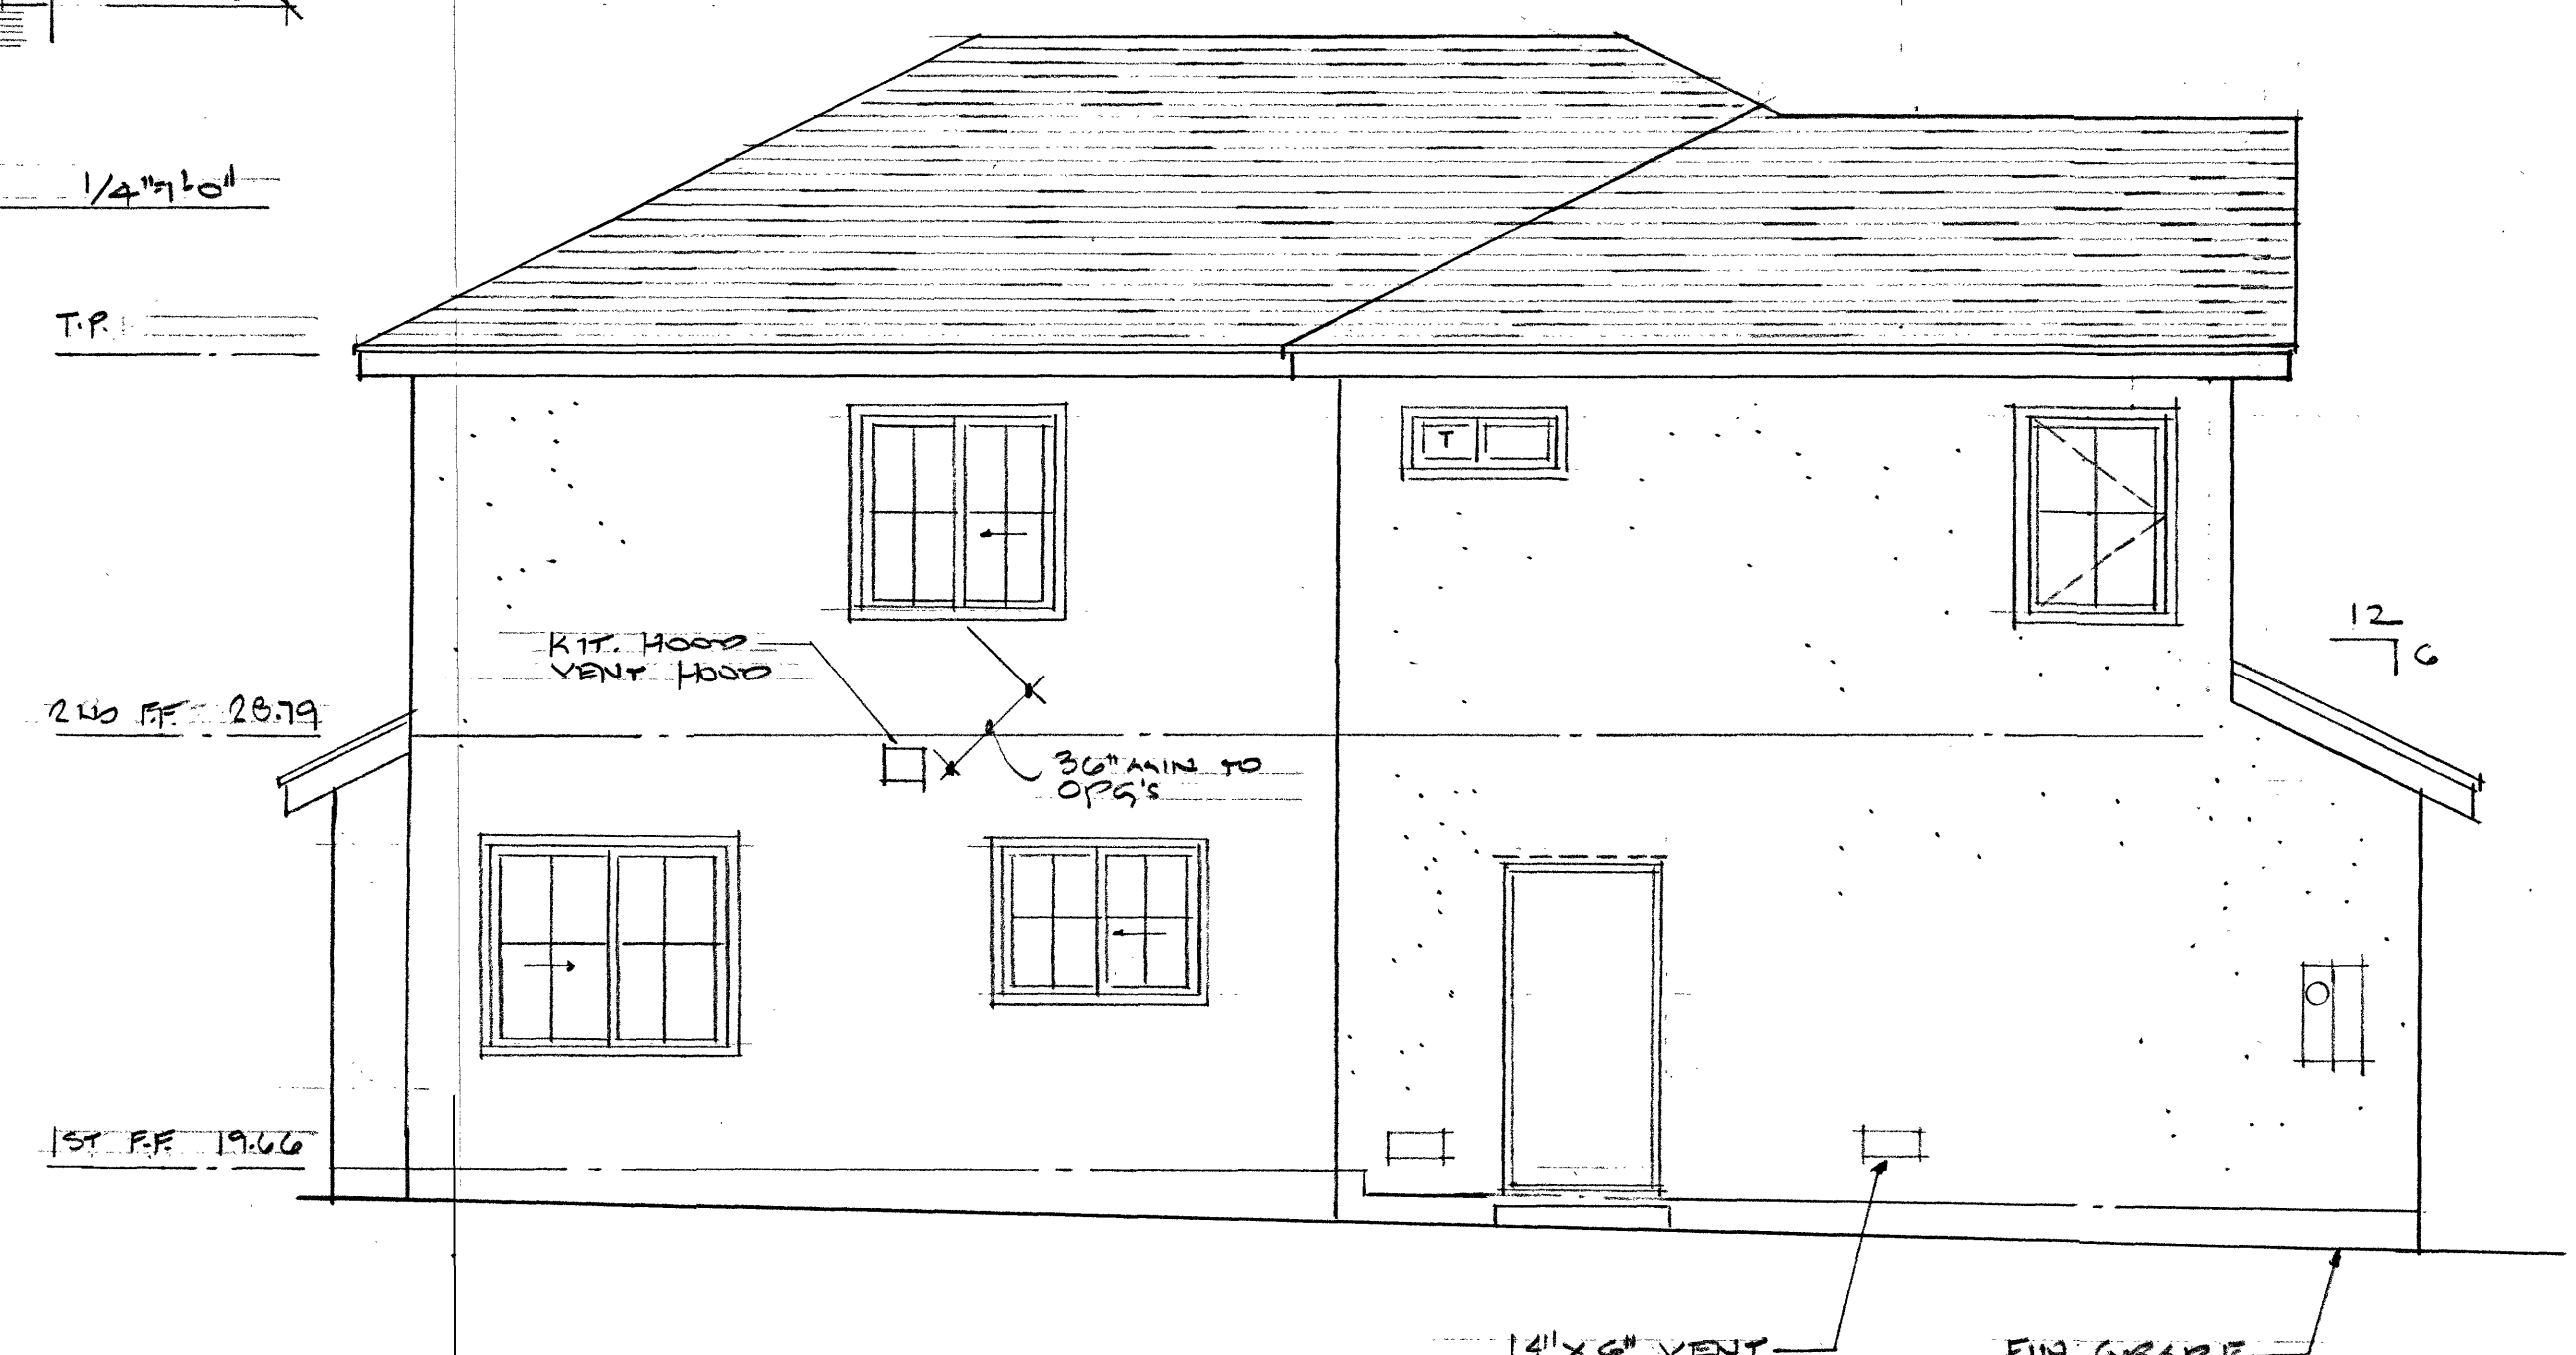 1/4"=1'-0"
T.P.
T
12
6
KIT. HOOD
VENT HOOD
2ND F.F. 28.79
36" MIN TO
OPG'S
1ST F.F. 19.66
14" X 6" VENT
FIN GRADE